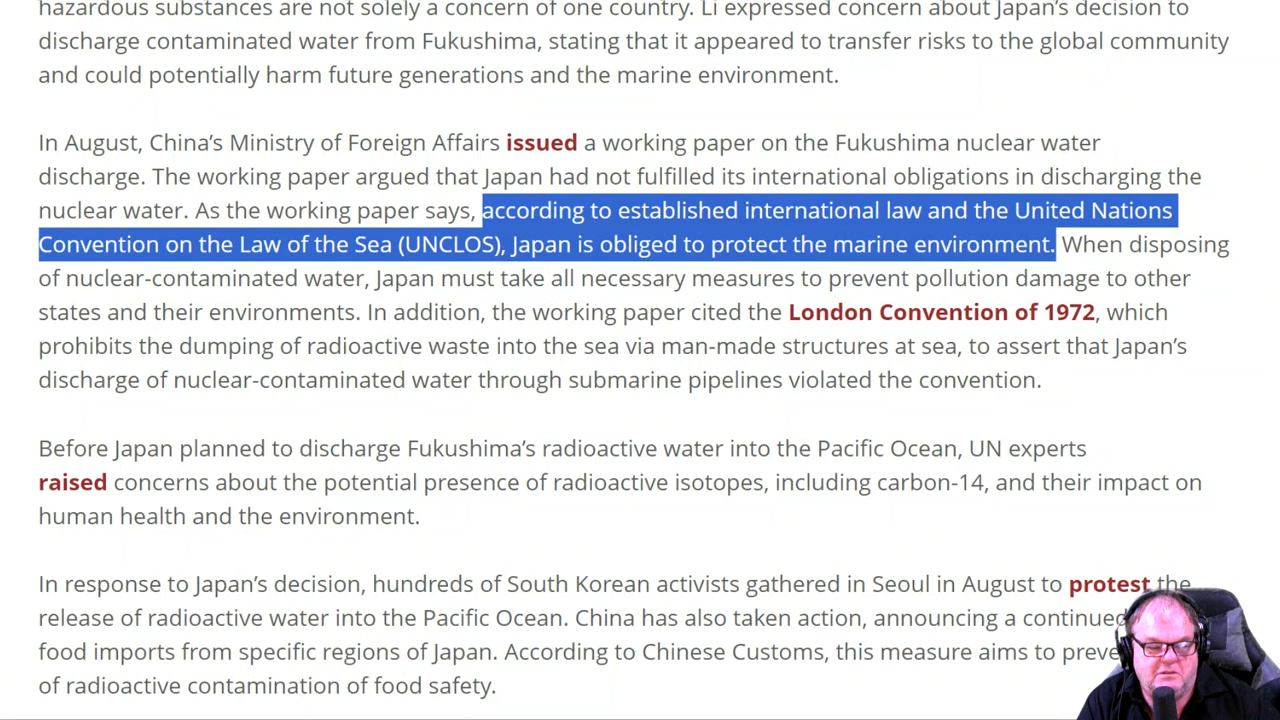 hazardous substances are not solely a concern of one country. Li expressed concern about Japan's decision to
discharge contaminated water from Fukushima, stating that it appeared to transfer risks to the global community
and could potentially harm future generations and the marine environment.
In August, China's Ministry of Foreign Affairs issued a working paper on the Fukushima nuclear water
discharge. The working paper argued that Japan had not fulfilled its international obligations in discharging the
nuclear water. As the working paper says, according to established international law and the United Nations
Convention on the Law of the Sea (UNCLOS), Japan is obliged to protect the marine environment. When disposing
of nuclear-contaminated water, Japan must take all necessary measures to prevent pollution damage to other
states and their environments. In addition, the working paper cited the London Convention of 1972, which
prohibits the dumping of radioactive waste into the sea via man-made structures at sea, to assert that Japan's
discharge of nuclear-contaminated water through submarine pipelines violated the convention.
Before Japan planned to discharge Fukushima's radioactive water into the Pacific Ocean, UN experts
raised concerns about the potential presence of radioactive isotopes, including carbon-14, and their impact on
human health and the environment.
In response to Japan's decision, hundreds of South Korean activists gathered in Seoul in August to protest the
release of radioactive water into the Pacific Ocean. China has also taken action, announcing a continued
food imports from specific regions of Japan. According to Chinese Customs, this measure aims to
of radioactive contamination of food safety.